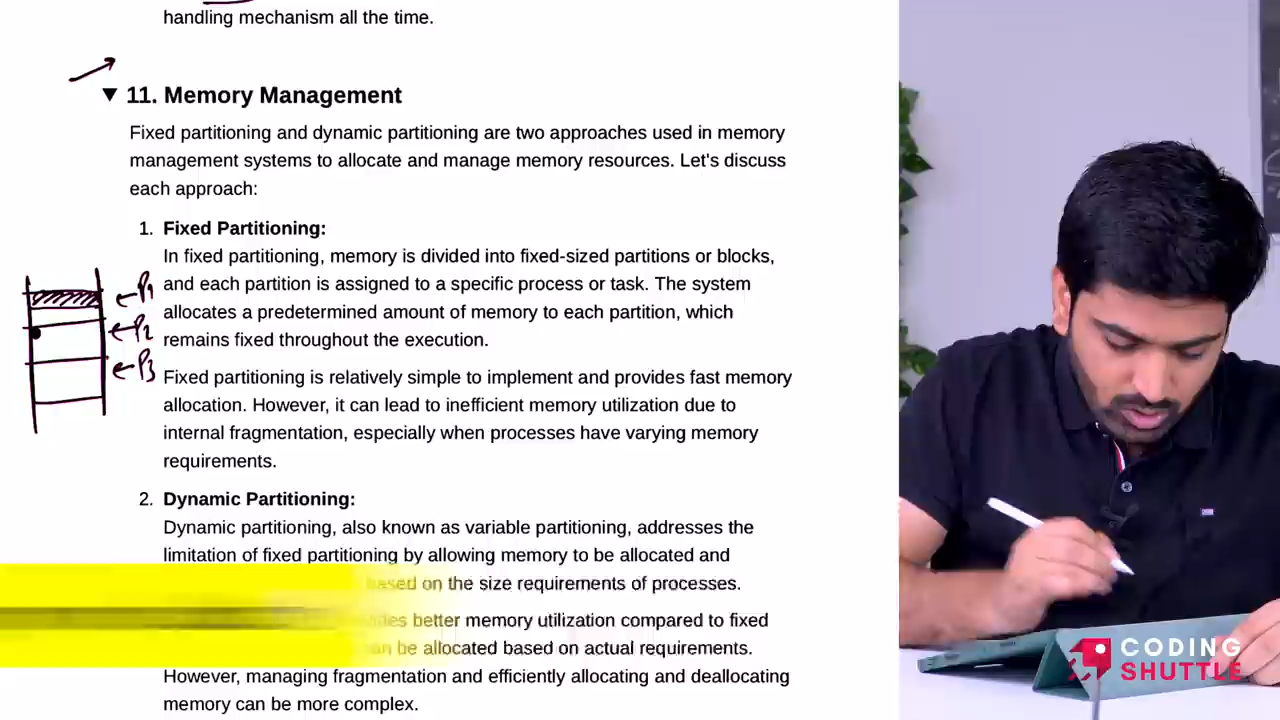 handling mechanism all the time.
11. Memory Management
Fixed partitioning and dynamic partitioning are two approaches used in memory
management systems to allocate and manage memory resources. Let's discuss
each approach:
1. Fixed Partitioning:
In fixed partitioning, memory is divided into fixed-sized partitions or blocks,
and each partition is assigned to a specific process or task. The system
allocates a predetermined amount of memory to each partition, which
remains fixed throughout the execution.
Fixed partitioning is relatively simple to implement and provides fast memory
allocation. However, it can lead to inefficient memory utilization due to
internal fragmentation, especially when processes have varying memory
requirements.
P1
P2
P3
2. Dynamic Partitioning:
Dynamic partitioning, also known as variable partitioning, addresses the
limitation of fixed partitioning by allowing memory to be allocated and
based on the size requirements of processes.
better memory utilization compared to fixed
be allocated based on actual requirements.
However, managing fragmentation and efficiently allocating and deallocating
memory can be more complex.
CODING
SHUTTLE